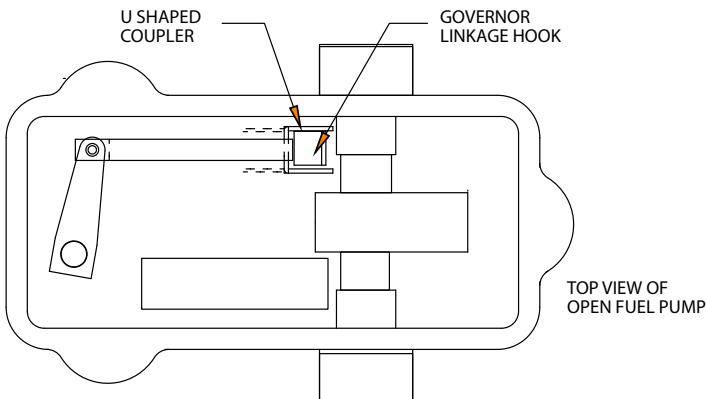 U SHAPED
COUPLER
GOVERNOR
LINKAGE HOOK
TOP VIEW OF
OPEN FUEL PUMP